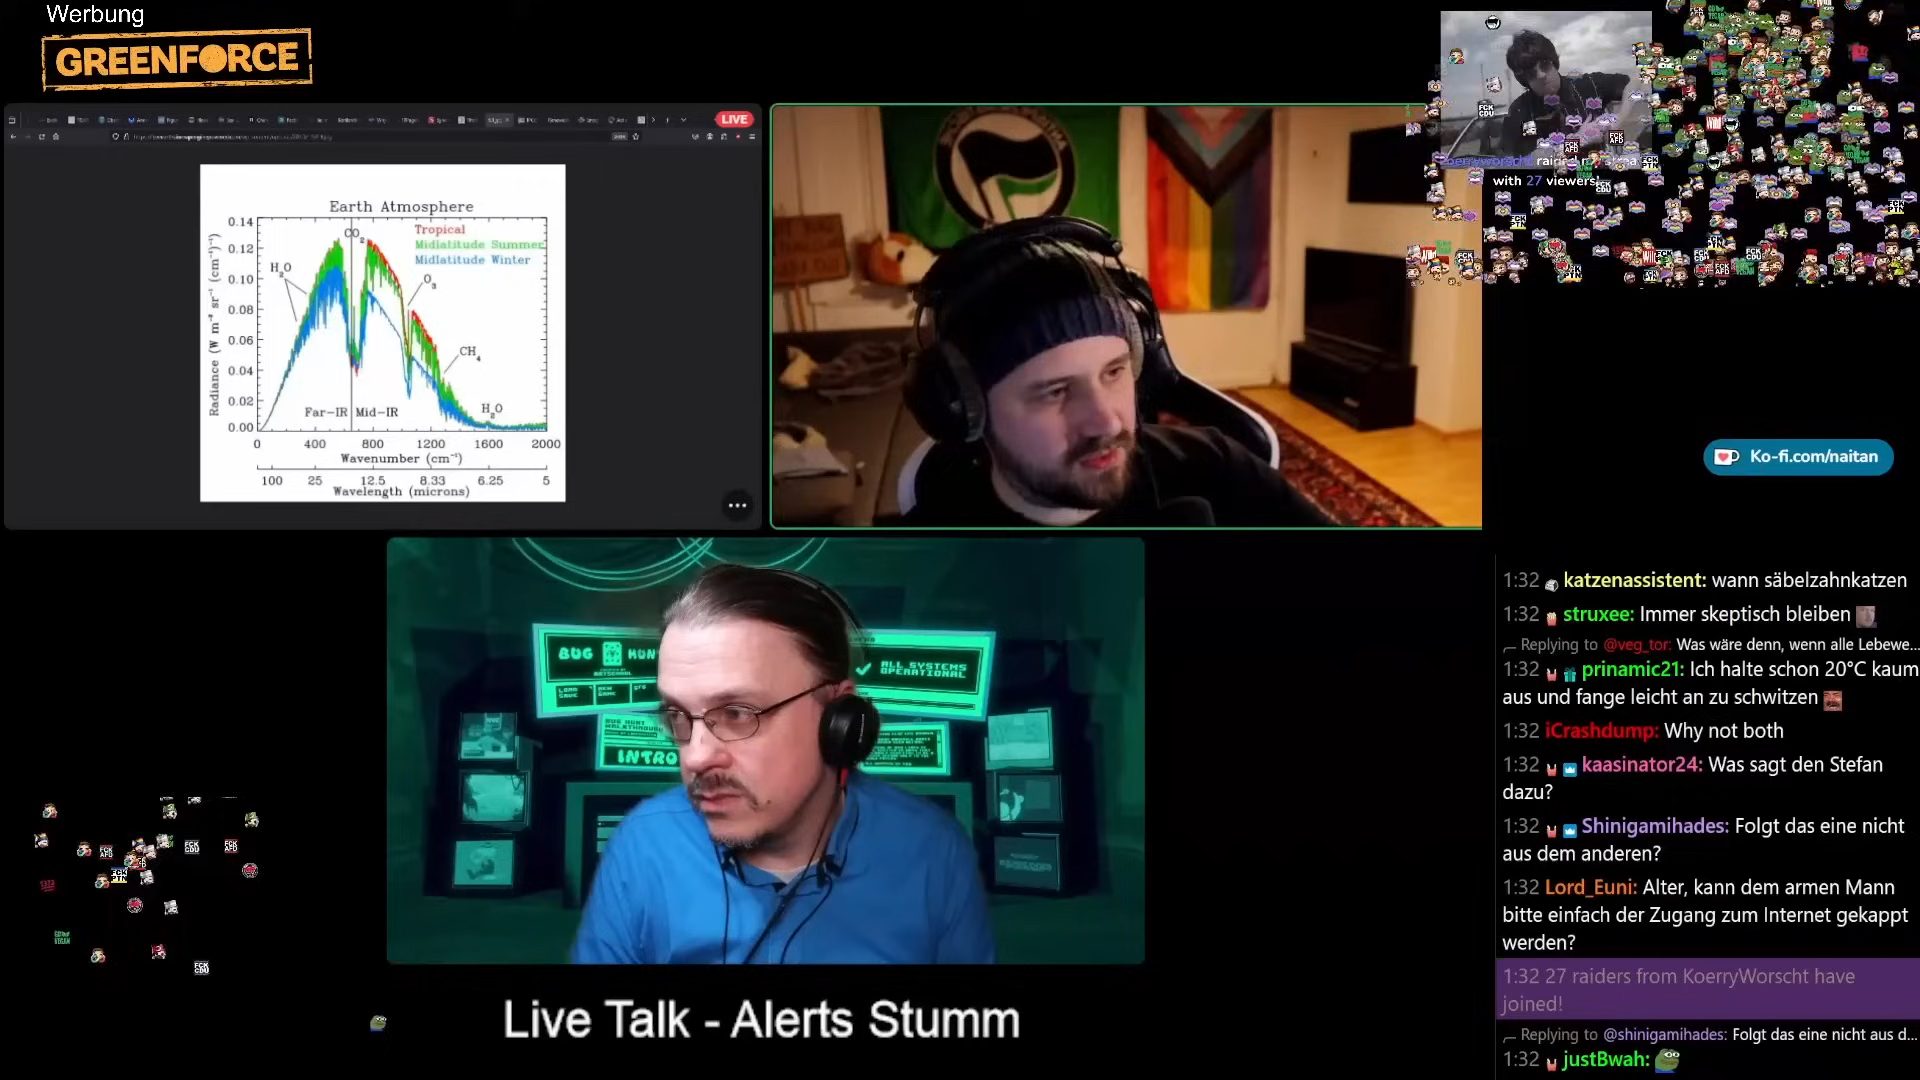 Werbung
GREENFORCE
LIVE
Earth Atmosphere
Tropical
Midlatitude Summer
Midlatitude Winter
CO2
H2O
O3
CH4
H2O
Far-IR
Mid-IR
Radiance (W m⁻² sr⁻¹ (cm⁻¹)⁻¹)
0.14
0.12
0.10
0.08
0.06
0.04
0.02
0.00
0 400 800 1200 1600 2000
Wavenumber (cm⁻¹)
100 25 12.5 8.33 6.25 5
Wavelength (microns)
with 27 viewers
Ko-fi.com/naitan
BUG HUN
INTRO
ALL SYSTEMS
OPERATIONAL
Live Talk - Alerts Stumm
1:32 katzenassistent: wann säbelzahnkatzen
1:32 struxee: Immer skeptisch bleiben
Replying to @veg_tor: Was wäre denn, wenn alle Lebewe...
1:32 prinamic21: Ich halte schon 20°C kaum
aus und fange leicht an zu schwitzen
1:32 iCrashdump: Why not both
1:32 kaasinator24: Was sagt den Stefan
dazu?
1:32 Shinigamihades: Folgt das eine nicht
aus dem anderen?
1:32 Lord_Euni: Alter, kann dem armen Mann
bitte einfach der Zugang zum Internet gekappt
werden?
1:32 27 raiders from KoerryWorscht have
joined!
Replying to @shinigamihades: Folgt das eine nicht aus d...
1:32 justBwah: